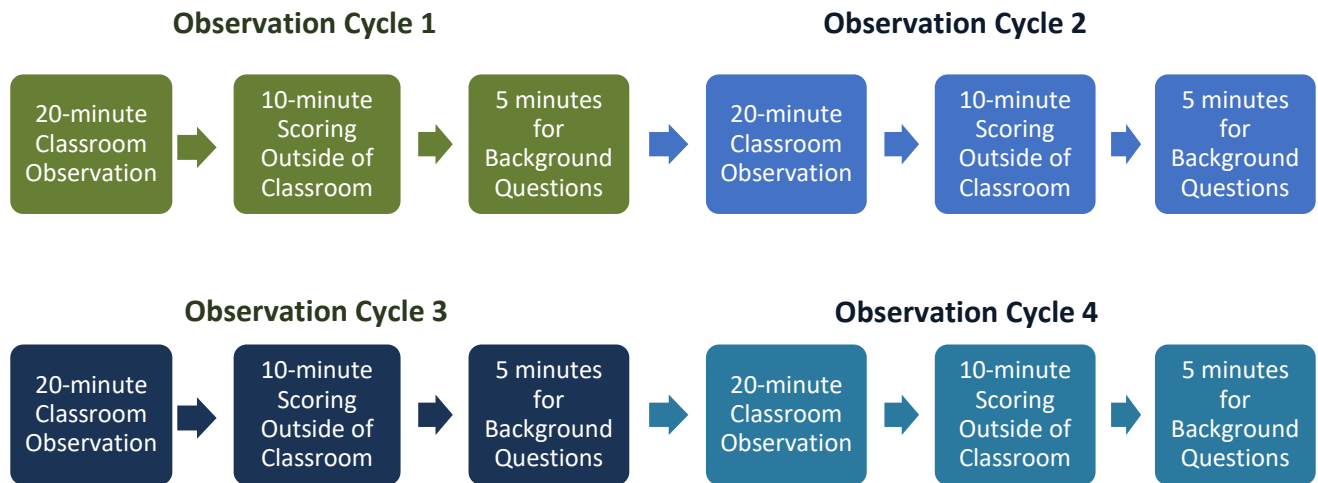 Observation Cycle 1
20-minute
Classroom
Observation
10-minute
Scoring
Outside of
Classroom
5 minutes
for
Background
Questions
Observation Cycle 2
20-minute
Classroom
Observation
10-minute
Scoring
Outside of
Classroom
5 minutes
for
Background
Questions
Observation Cycle 3
20-minute
Classroom
Observation
10-minute
Scoring
Outside of
Classroom
5 minutes
for
Background
Questions
Observation Cycle 4
20-minute
Classroom
Observation
10-minute
Scoring
Outside of
Classroom
5 minutes
for
Background
Questions